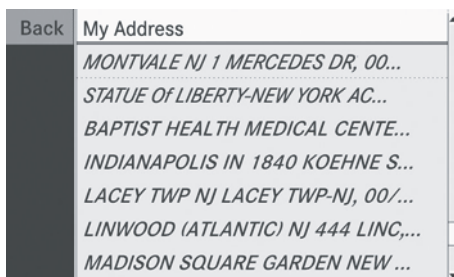 Back My Address
MONTVALE NJ 1 MERCEDES DR, 00...
STATUE Of LIBERTY-NEW YORK AC...
BAPTIST HEALTH MEDICAL CENTE...
INDIANAPOLIS IN 1840 KOEHNE S...
LACEY TWP NJ LACEY TWP-NJ, 00/...
LINWOOD (ATLANTIC) NJ 444 LINC,...
MADISON SQUARE GARDEN NEW ...